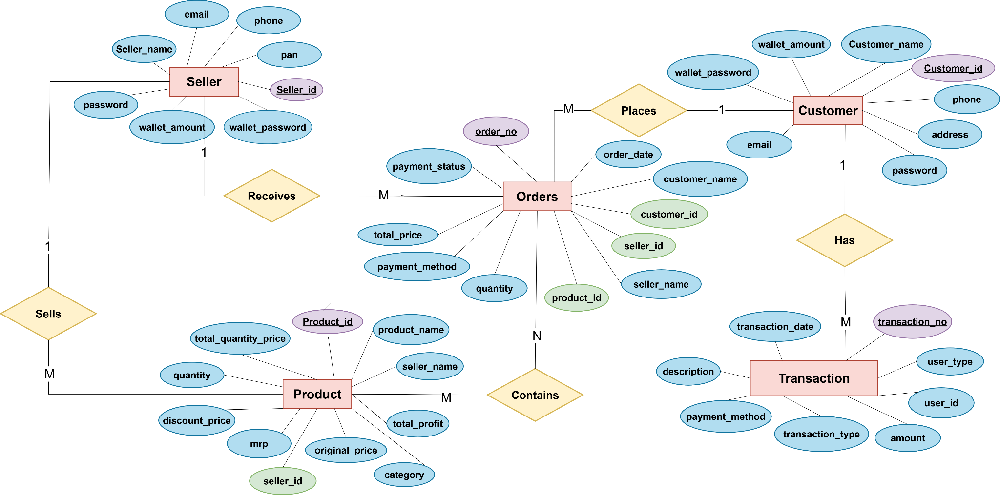 email
phone
Seller_name
pan
Seller
Seller_id
password
wallet_amount
wallet_password
1
Receives
M
1
Sells
M
wallet_amount
Customer_name
wallet_password
Customer_id
phone
Customer
address
email
password
1
Places
M
order_no
order_date
payment_status
customer_name
Orders
customer_id
total_price
seller_id
payment_method
seller_name
quantity
product_id
N
Contains
M
1
Has
M
Product_id
product_name
total_quantity_price
seller_name
quantity
Product
discount_price
total_profit
mrp
original_price
category
seller_id
transaction_date
transaction_no
user_type
description
Transaction
user_id
payment_method
transaction_type
amount